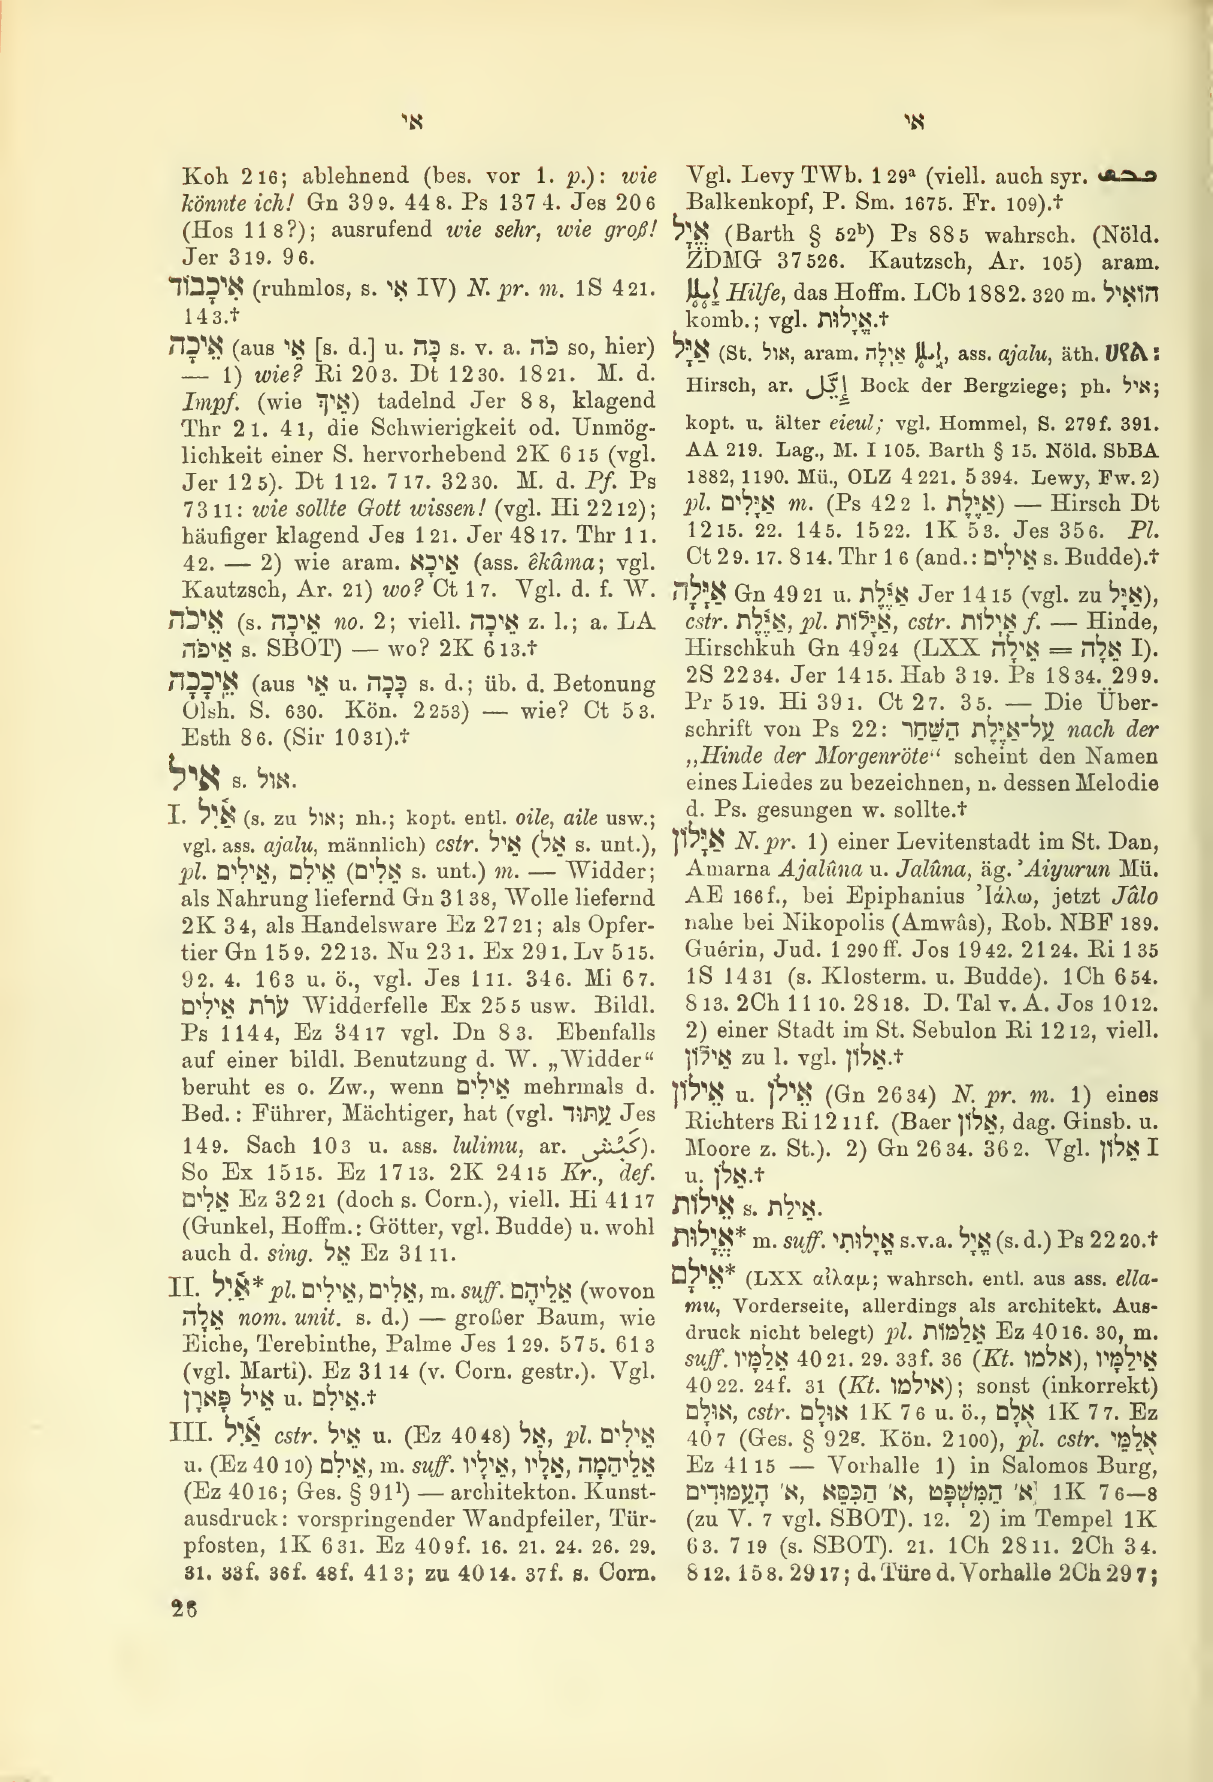 אי
אי
Koh 2 16; ablehnend (bes. vor 1. p.): wie
könnte ich! Gn 39 9. 44 8. Ps 137 4. Jes 20 6
(Hos 11 8?); ausrufend wie sehr, wie groß!
Jer 3 19. 9 6.
אִיכָבוֹד (ruhmlos, s. אִי IV) N. pr. m. 1S 4 21.
14 3.†
אֵיכָה (aus אֵי [s. d.] u. כָּה s. v. a. כֹּה so, hier)
— 1) wie? Ri 20 3. Dt 12 30. 18 21. M. d.
Impf. (wie אֵיךְ) tadelnd Jer 8 8, klagend
Thr 2 1. 4 1, die Schwierigkeit od. Unmög-
lichkeit einer S. hervorhebend 2K 6 15 (vgl.
Jer 12 5). Dt 1 12. 7 17. 32 30. M. d. Pf. Ps
73 11: wie sollte Gott wissen! (vgl. Hi 22 12);
häufiger klagend Jes 1 21. Jer 48 17. Thr 1 1.
4 2. — 2) wie aram. אֵיכָא (ass. êkâma; vgl.
Kautzsch, Ar. 21) wo? Ct 1 7. Vgl. d. f. W.
אֵיכֹה (s. אֵיכָה no. 2; viell. אֵיכָה z. l.; a. LA
אֵיפֹה s. SBOT) — wo? 2K 6 13.†
אֵיכָכָה (aus אֵי u. כָּכָה s. d.; üb. d. Betonung
Olsh. S. 630. Kön. 2 253) — wie? Ct 5 3.
Esth 8 6. (Sir 10 31).†
איל s. אול.
I. אַיִל (s. zu אול; nh.; kopt. entl. oile, aile usw.;
vgl. ass. ajalu, männlich) cstr. אֵיל (אֵל s. unt.),
pl. אֵילִים, אֵילִם (אֵלִים s. unt.) m. — Widder;
als Nahrung liefernd Gn 31 38, Wolle liefernd
2K 3 4, als Handelsware Ez 27 21; als Opfer-
tier Gn 15 9. 22 13. Nu 23 1. Ex 29 1. Lv 5 15.
9 2. 4. 16 3 u. ö., vgl. Jes 1 11. 34 6. Mi 6 7.
עֹרֹת אֵילִים Widderfelle Ex 25 5 usw. Bildl.
Ps 114 4, Ez 34 17 vgl. Dn 8 3. Ebenfalls
auf einer bildl. Benutzung d. W. „Widder“
beruht es o. Zw., wenn אֵילִים mehrmals d.
Bed.: Führer, Mächtiger, hat (vgl. עַתּוּד Jes
14 9. Sach 10 3 u. ass. lulimu, ar. كَبْش).
So Ex 15 15. Ez 17 13. 2K 24 15 Kr., def.
אֵלִים Ez 32 21 (doch s. Corn.), viell. Hi 41 17
(Gunkel, Hoffm.: Götter, vgl. Budde) u. wohl
auch d. sing. אֵל Ez 31 11.
II. אַיִל* pl. אֵילִים, אֵלִים, m. suff. אֵלֵיהֶם (wovon
אֵלָה nom. unit. s. d.) — großer Baum, wie
Eiche, Terebinthe, Palme Jes 1 29. 57 5. 61 3
(vgl. Marti). Ez 31 14 (v. Corn. gestr.). Vgl.
אֵיל פָּארָן u. אֵילִם.†
III. אַיִל cstr. אֵיל u. (Ez 40 48) אֵל, pl. אֵילִים
u. (Ez 40 10) אֵילִם, m. suff. אֵילָיו, אֵלָיו, אֵלֵיהֵמָה
(Ez 40 16; Ges. § 91¹) — architekton. Kunst-
ausdruck: vorspringender Wandpfeiler, Tür-
pfosten, 1K 6 31. Ez 40 9f. 16. 21. 24. 26. 29.
31. 33f. 36f. 48f. 41 3; zu 40 14. 37f. s. Corn.
26
Vgl. Levy TWb. 1 29ᵃ (viell. auch syr.
Balkenkopf, P. Sm. 1675. Fr. 109).†
אֱיָל (Barth § 52ᵇ) Ps 88 5 wahrsch. (Nöld.
ZDMG 37 526. Kautzsch, Ar. 105) aram.
Hilfe, das Hoffm. LCb 1882. 320 m. הוֹאִיל
komb.; vgl. אֱיָלוּת.†
אַיָּל (St. אול, aram. אַיְלָה, ass. ajalu, äth. ሀየል፡
Hirsch, ar. إِيَّل Bock der Bergziege; ph. איל;
kopt. u. älter eieul; vgl. Hommel, S. 279f. 391.
AA 219. Lag., M. I 105. Barth § 15. Nöld. SbBA
1882, 1190. Mü., OLZ 4 221. 5 394. Lewy, Fw. 2)
pl. אַיָּלִים m. (Ps 42 2 l. אַיֶּלֶת) — Hirsch Dt
12 15. 22. 14 5. 15 22. 1K 5 3. Jes 35 6. Pl.
Ct 2 9. 17. 8 14. Thr 1 6 (and.: אֵילִים s. Budde).†
אַיָּלָה Gn 49 21 u. אַיֶּלֶת Jer 14 15 (vgl. zu אַיָּל),
cstr. אַיֶּלֶת, pl. אַיָּלוֹת, cstr. אַיְלוֹת f. — Hinde,
Hirschkuh Gn 49 24 (LXX אֵילָה = אֵלָה I).
2S 22 34. Jer 14 15. Hab 3 19. Ps 18 34. 29 9.
Pr 5 19. Hi 39 1. Ct 2 7. 3 5. — Die Über-
schrift von Ps 22: עַל־אַיֶּלֶת הַשַּׁחַר nach der
„Hinde der Morgenröte“ scheint den Namen
eines Liedes zu bezeichnen, n. dessen Melodie
d. Ps. gesungen w. sollte.†
אַיָּלוֹן N. pr. 1) einer Levitenstadt im St. Dan,
Amarna Ajalûna u. Jalûna, äg. ’Aiyurun Mü.
AE 166f., bei Epiphanius ’Ιάλω, jetzt Jâlo
nahe bei Nikopolis (Amwâs), Rob. NBF 189.
Guérin, Jud. 1 290ff. Jos 19 42. 21 24. Ri 1 35
1S 14 31 (s. Klosterm. u. Budde). 1Ch 6 54.
8 13. 2Ch 11 10. 28 18. D. Tal v. A. Jos 10 12.
2) einer Stadt im St. Sebulon Ri 12 12, viell.
אֵילוֹן zu l. vgl. אֵלוֹן.†
אֵילוֹן u. אֵילֹן (Gn 26 34) N. pr. m. 1) eines
Richters Ri 12 11f. (Baer אֵלוֹן, dag. Ginsb. u.
Moore z. St.). 2) Gn 26 34. 36 2. Vgl. אֵלוֹן I
u. אֵלֹן.†
אֵילוֹת s. אֵילַת.
אֱיָלוּת* m. suff. אֱיָלוּתִי s.v.a. אֱיָל (s. d.) Ps 22 20.†
אֵילָם* (LXX αἰλαμ; wahrsch. entl. aus ass. ella-
mu, Vorderseite, allerdings als architekt. Aus-
druck nicht belegt) pl. אֵלַמּוֹת Ez 40 16. 30, m.
suff. אֵלַמָּיו 40 21. 29. 33f. 36 (Kt. אלמו), אֵילַמָּיו
40 22. 24f. 31 (Kt. אילמו); sonst (inkorrekt)
אוּלָם, cstr. אוּלָם 1K 7 6 u. ö., אֻלָם 1K 7 7. Ez
40 7 (Ges. § 92ᵍ. Kön. 2 100), pl. cstr. אֻלַמֵּי
Ez 41 15 — Vorhalle 1) in Salomos Burg,
א׳ הַמִּשְׁפָּט, א׳ הַכִּסֵּא, א׳ הָעַמּוּדִים 1K 7 6—8
(zu V. 7 vgl. SBOT). 12. 2) im Tempel 1K
6 3. 7 19 (s. SBOT). 21. 1Ch 28 11. 2Ch 3 4.
8 12. 15 8. 29 17; d. Türe d. Vorhalle 2Ch 29 7;